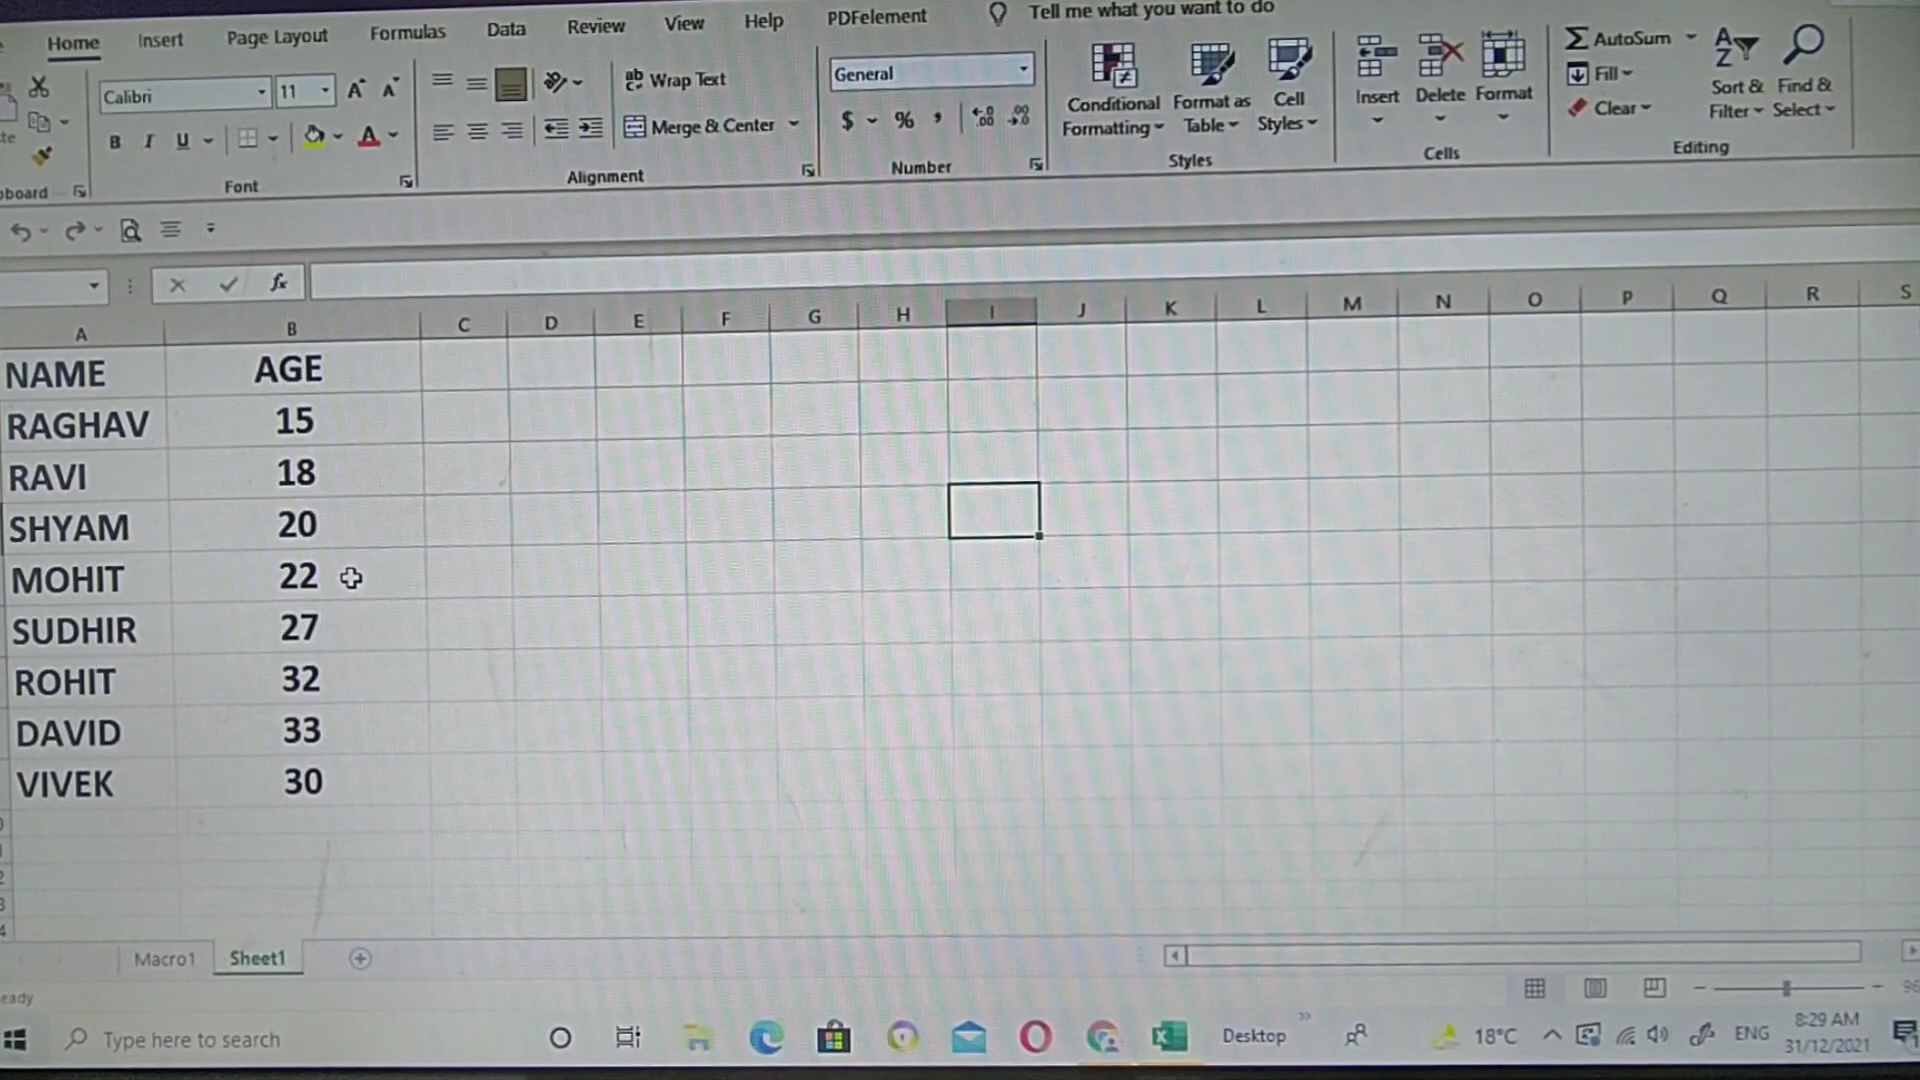 Home Insert Page Layout Formulas Data Review View Help PDFelement Tell me what you want to do
Calibri 11
B I U
Font
Wrap Text
Merge & Center
Alignment
General
$ % ,
Number
Conditional Formatting
Format as Table
Cell Styles
Styles
Insert Delete Format
Cells
AutoSum
Fill
Clear
Sort & Filter
Find & Select
Editing
fx
A B C D E F G H I J K L M N O P Q R S
NAME AGE
RAGHAV 15
RAVI 18
SHYAM 20
MOHIT 22
SUDHIR 27
ROHIT 32
DAVID 33
VIVEK 30
Macro1 Sheet1
Type here to search
Desktop
18°C
ENG
8:29 AM
31/12/2021